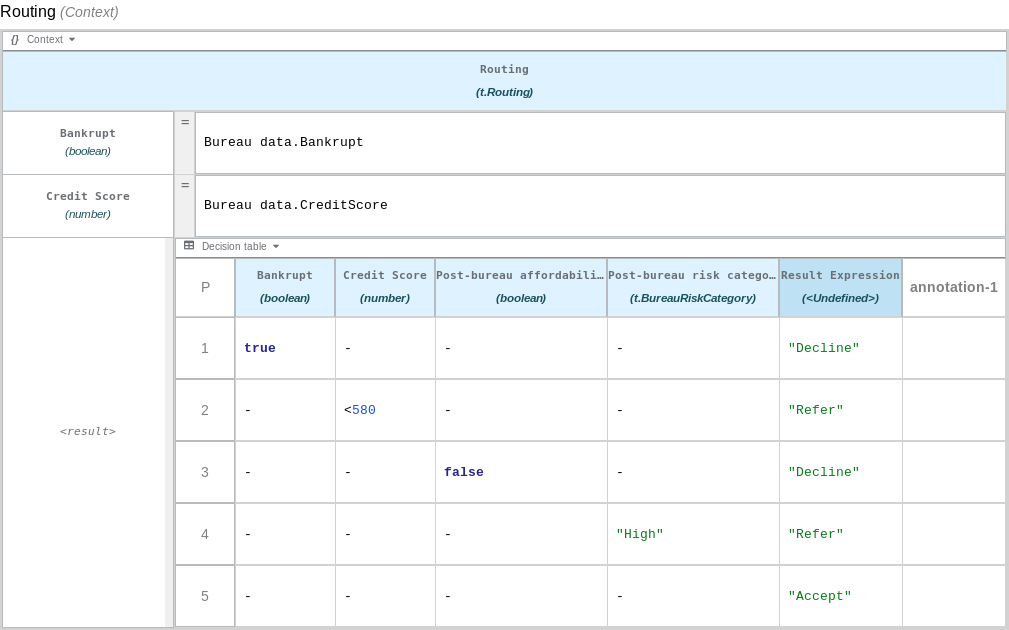 Routing (Context)
{} Context
Routing
(t.Routing)
Bankrupt
(boolean)
=
Bureau data.Bankrupt
Credit Score
(number)
=
Bureau data.CreditScore
<result>
Decision table
P Bankrupt Credit Score Post-bureau affordabili… Post-bureau risk catego… Result Expression annotation-1
(boolean) (number) (boolean) (t.BureauRiskCategory) (<Undefined>)
1 true - - - "Decline"
2 - <580 - - "Refer"
3 - - false - "Decline"
4 - - - "High" "Refer"
5 - - - - "Accept"